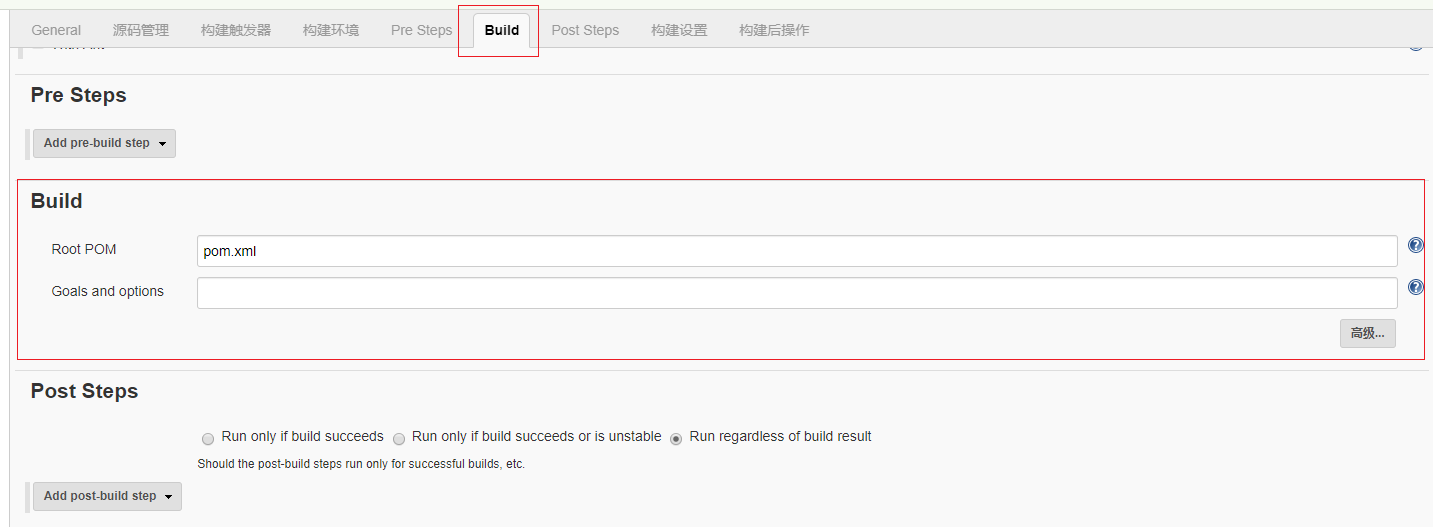 General 源码管理 构建触发器 构建环境 Pre Steps Build Post Steps 构建设置 构建后操作
Pre Steps
Add pre-build step
Build
Root POM pom.xml
Goals and options
高级...
Post Steps
Run only if build succeeds Run only if build succeeds or is unstable Run regardless of build result
Should the post-build steps run only for successful builds, etc.
Add post-build step